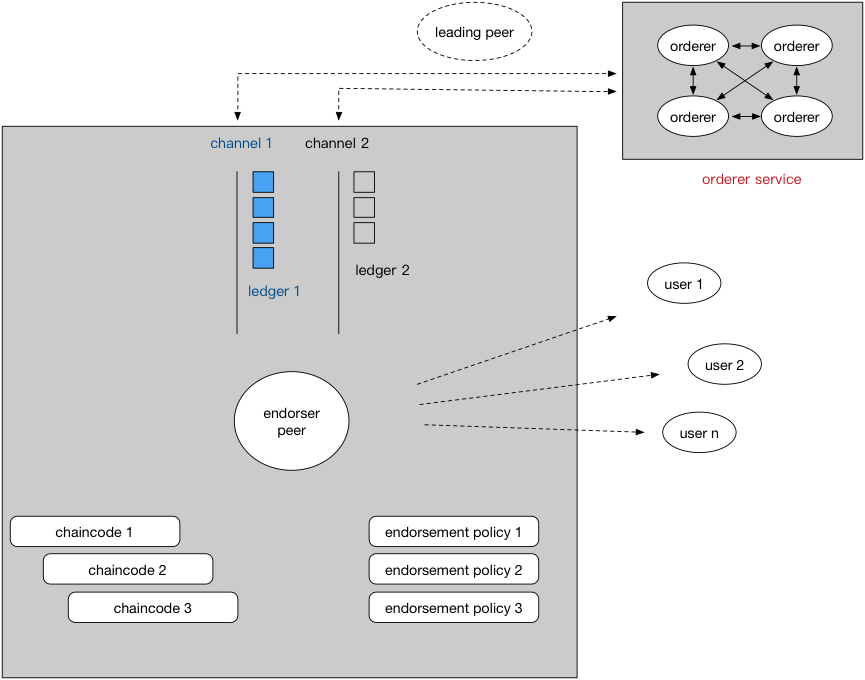 leading peer
orderer
orderer
orderer
orderer
orderer service
channel 1
channel 2
ledger 1
ledger 2
user 1
user 2
user n
endorser
peer
chaincode 1
chaincode 2
chaincode 3
endorsement policy 1
endorsement policy 2
endorsement policy 3